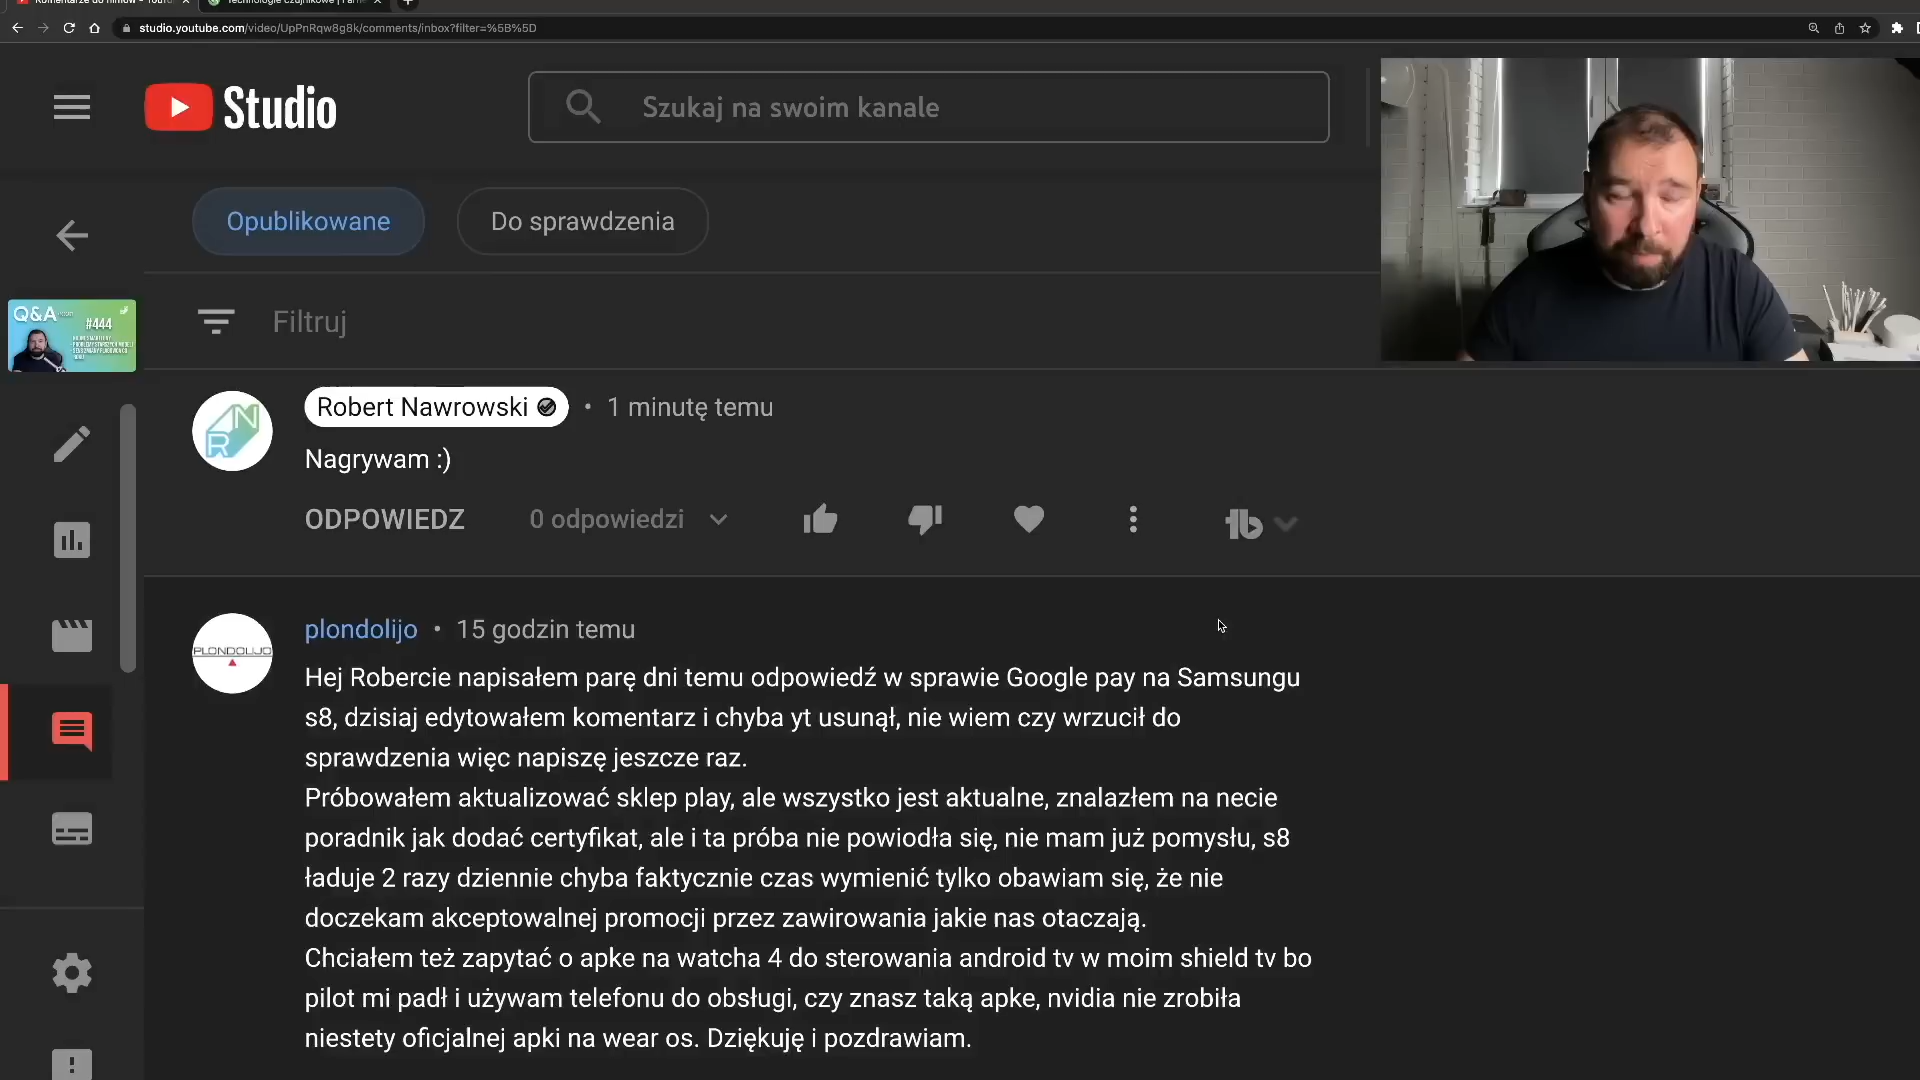 studio.youtube.com/video/UpPnRqw8g8k/comments/inbox?filter=%5B%5D
Studio
Szukaj na swoim kanale
Opublikowane
Do sprawdzenia
Q&A
#444
Filtruj
Robert Nawrowski • 1 minutę temu
Nagrywam :)
ODPOWIEDZ
0 odpowiedzi
plondolijo • 15 godzin temu
PLONDOLIJO
Hej Robercie napisałem parę dni temu odpowiedź w sprawie Google pay na Samsungu
s8, dzisiaj edytowałem komentarz i chyba yt usunął, nie wiem czy wrzucił do
sprawdzenia więc napiszę jeszcze raz.
Próbowałem aktualizować sklep play, ale wszystko jest aktualne, znalazłem na necie
poradnik jak dodać certyfikat, ale i ta próba nie powiodła się, nie mam już pomysłu, s8
ładuje 2 razy dziennie chyba faktycznie czas wymienić tylko obawiam się, że nie
doczekam akceptowalnej promocji przez zawirowania jakie nas otaczają.
Chciałem też zapytać o apke na watcha 4 do sterowania android tv w moim shield tv bo
pilot mi padł i używam telefonu do obsługi, czy znasz taką apke, nvidia nie zrobiła
niestety oficjalnej apki na wear os. Dziękuję i pozdrawiam.